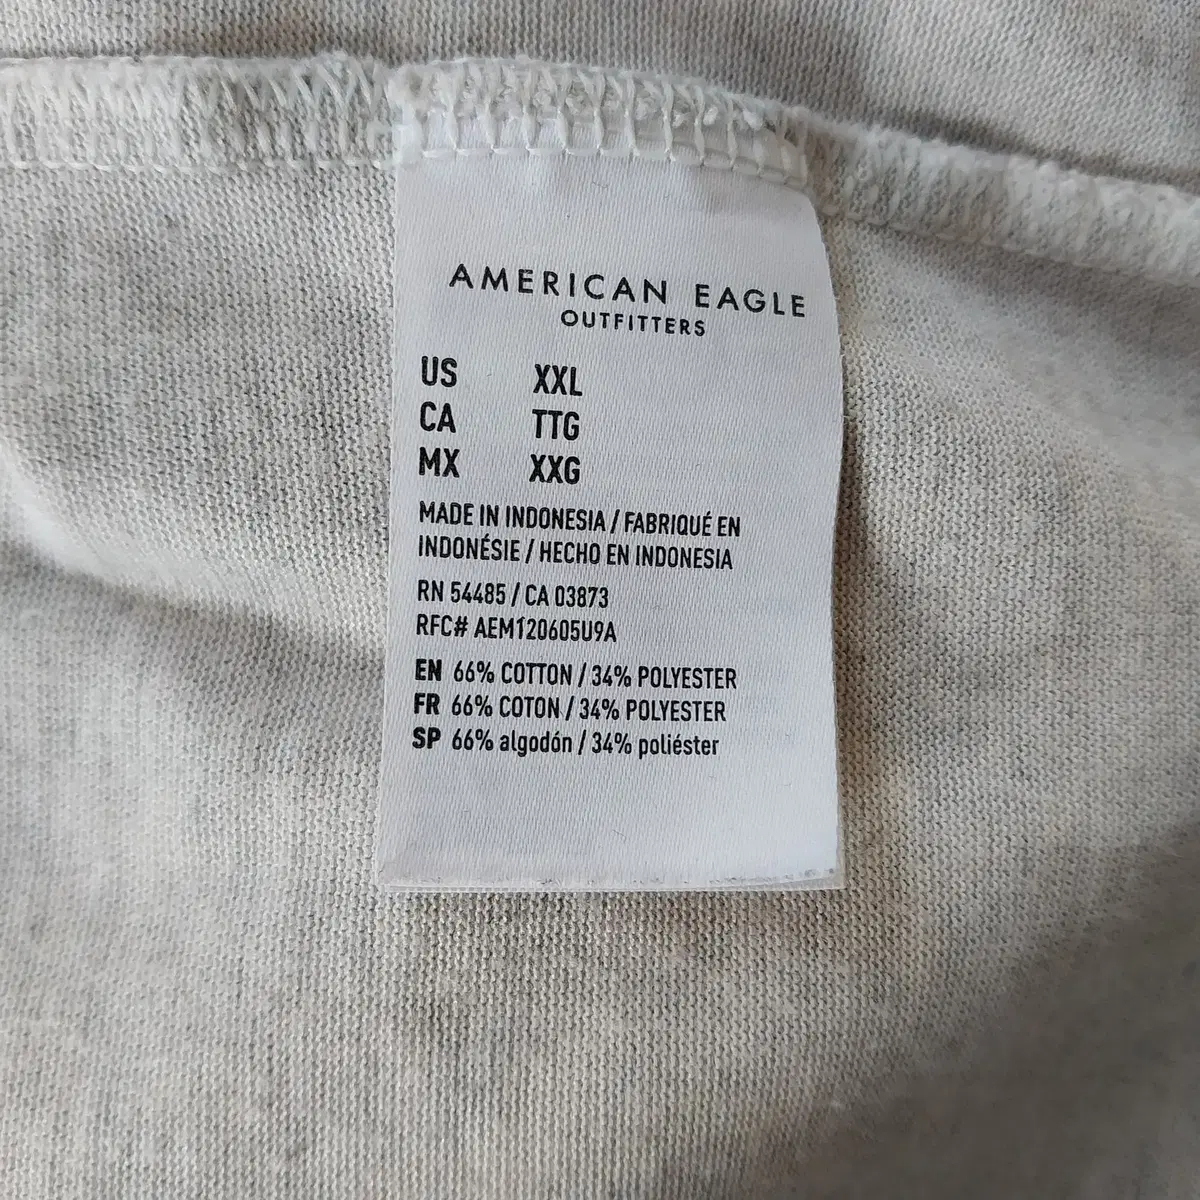 AMERICAN EAGLE
OUTFITTERS
US XXL
CA TTG
MX XXG
MADE IN INDONESIA / FABRIQUÉ EN
INDONÉSIE / HECHO EN INDONESIA
RN 54485 / CA 03873
RFC# AEM120605U9A
EN 66% COTTON / 34% POLYESTER
FR 66% COTON / 34% POLYESTER
SP 66% algodón / 34% poliéster